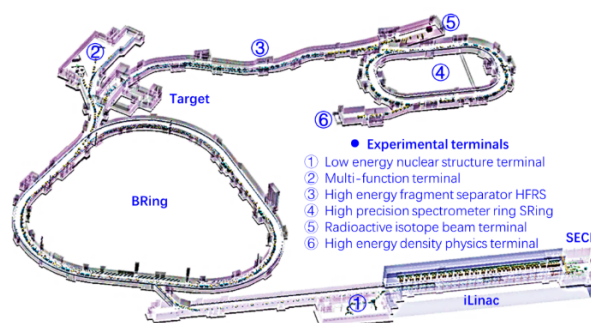 ⑤
②
③
④
Target
⑥
● Experimental terminals
① Low energy nuclear structure terminal
② Multi-function terminal
③ High energy fragment separator HFRS
④ High precision spectrometer ring SRing
⑤ Radioactive isotope beam terminal
⑥ High energy density physics terminal
BRing
①
iLinac